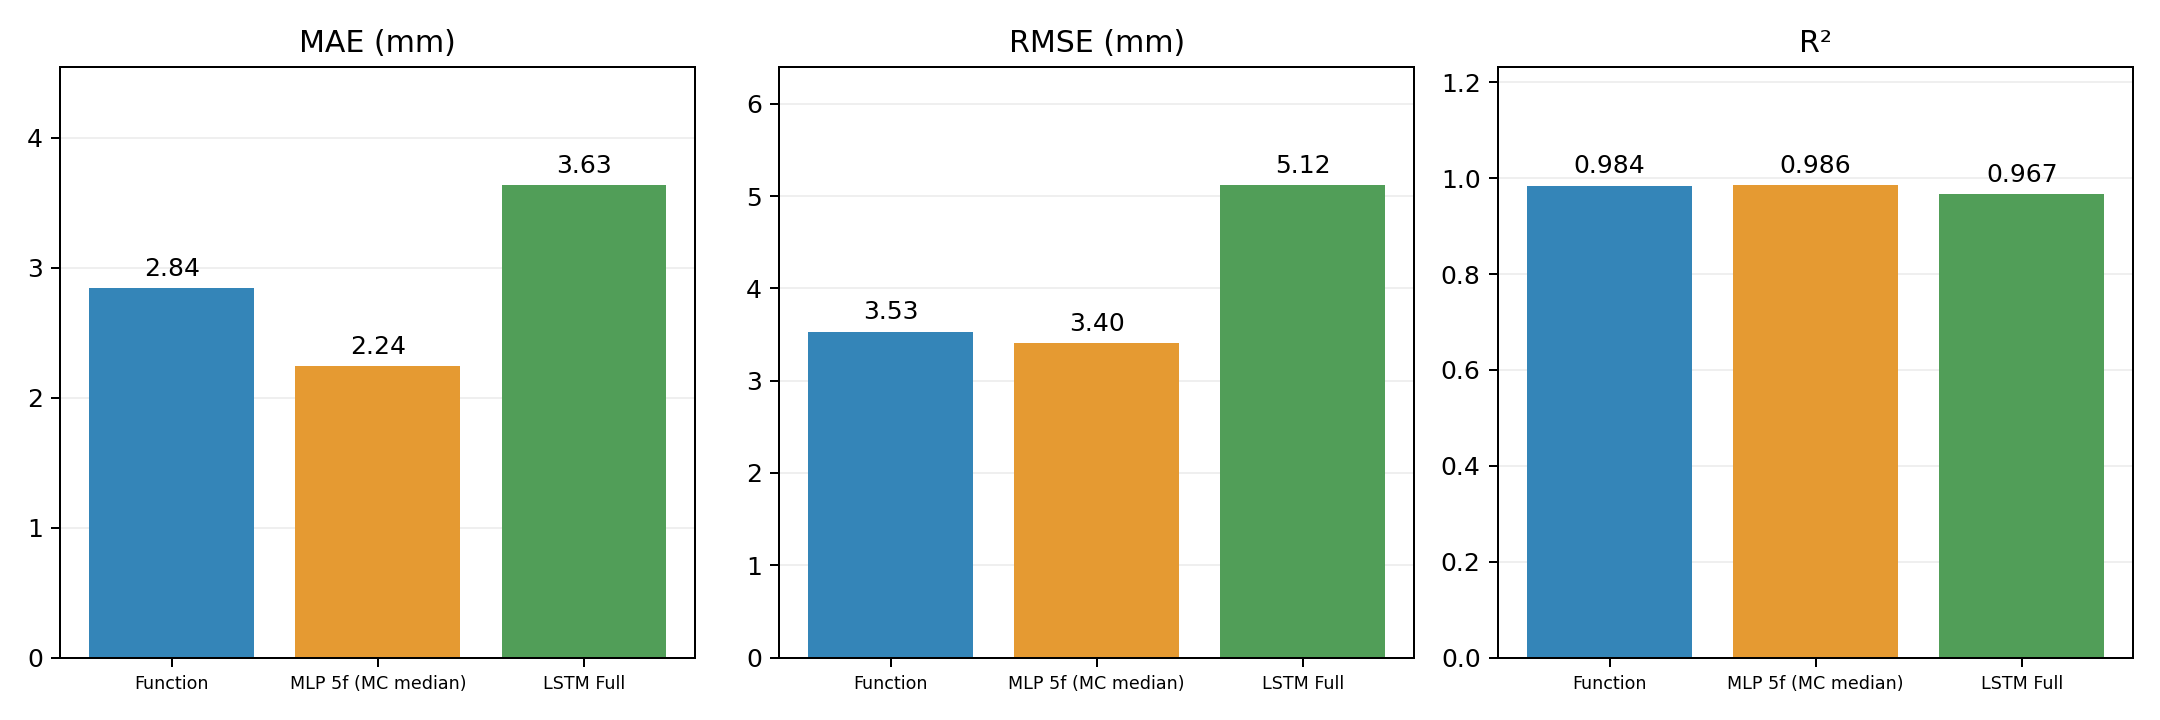 MAE (mm)
4
3
2
1
0
2.84
2.24
3.63
Function
MLP 5f (MC median)
LSTM Full
RMSE (mm)
6
5
4
3
2
1
0
3.53
3.40
5.12
Function
MLP 5f (MC median)
LSTM Full
R²
1.2
1.0
0.8
0.6
0.4
0.2
0.0
0.984
0.986
0.967
Function
MLP 5f (MC median)
LSTM Full